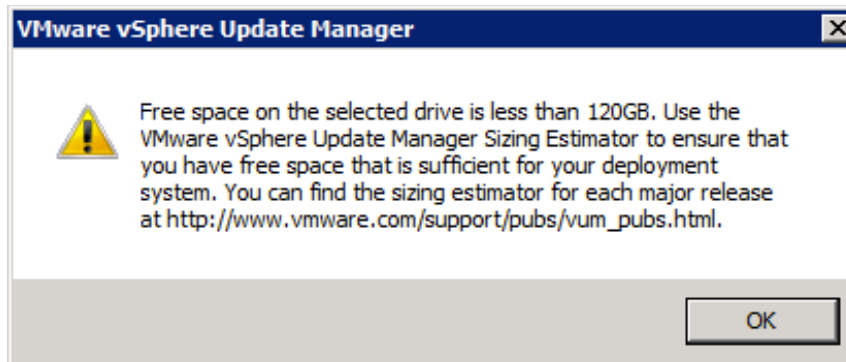 VMware vSphere Update Manager
Free space on the selected drive is less than 120GB. Use the
VMware vSphere Update Manager Sizing Estimator to ensure that
you have free space that is sufficient for your deployment
system. You can find the sizing estimator for each major release
at http://www.vmware.com/support/pubs/vum_pubs.html.
OK